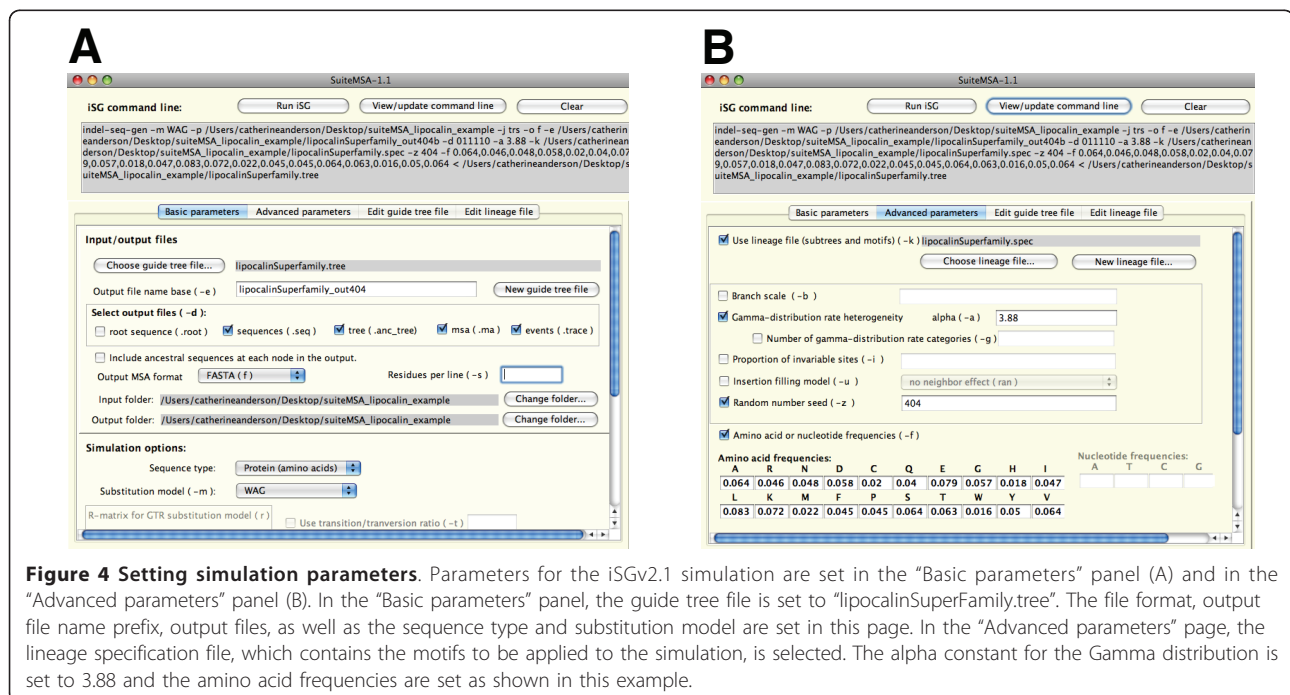 A
SuiteMSA-1.1
iSG command line:
Run iSG
View/update command line
Clear
indel-seq-gen -m WAG -p /Users/catherineanderson/Desktop/suiteMSA_lipocalin_example -j trs -o f -e /Users/catherin
eanderson/Desktop/suiteMSA_lipocalin_example/lipocalinSuperfamily_out404b -d 011110 -a 3.88 -k /Users/catherinean
derson/Desktop/suiteMSA_lipocalin_example/lipocalinSuperfamily.spec -z 404 -f 0.064,0.046,0.048,0.058,0.02,0.04,0.07
9,0.057,0.018,0.047,0.083,0.072,0.022,0.045,0.045,0.064,0.063,0.016,0.05,0.064 < /Users/catherineanderson/Desktop/s
uiteMSA_lipocalin_example/lipocalinSuperfamily.tree
Basic parameters
Advanced parameters
Edit guide tree file
Edit lineage file
Input/output files
Choose guide tree file...
lipocalinSuperfamily.tree
Output file name base (-e)
lipocalinSuperfamily_out404
New guide tree file
Select output files (-d ):
root sequence (.root)
sequences (.seq)
tree (.anc_tree)
msa (.ma)
events (.trace)
Include ancestral sequences at each node in the output.
Output MSA format
FASTA ( f )
Residues per line (-s )
Input folder:
/Users/catherineanderson/Desktop/suiteMSA_lipocalin_example
Change folder...
Output folder:
/Users/catherineanderson/Desktop/suiteMSA_lipocalin_example
Change folder...
Simulation options:
Sequence type:
Protein (amino acids)
Substitution model (-m ):
WAG
R-matrix for GTR substitution model ( r )
Use transition/tranversion ratio (-t )
B
SuiteMSA-1.1
iSG command line:
Run iSG
View/update command line
Clear
indel-seq-gen -m WAG -p /Users/catherineanderson/Desktop/suiteMSA_lipocalin_example -j trs -o f -e /Users/catherin
eanderson/Desktop/suiteMSA_lipocalin_example/lipocalinSuperfamily_out404b -d 011110 -a 3.88 -k /Users/catherinean
derson/Desktop/suiteMSA_lipocalin_example/lipocalinSuperfamily.spec -z 404 -f 0.064,0.046,0.048,0.058,0.02,0.04,0.07
9,0.057,0.018,0.047,0.083,0.072,0.022,0.045,0.045,0.064,0.063,0.016,0.05,0.064 < /Users/catherineanderson/Desktop/s
uiteMSA_lipocalin_example/lipocalinSuperfamily.tree
Basic parameters
Advanced parameters
Edit guide tree file
Edit lineage file
Use lineage file (subtrees and motifs) (-k )
lipocalinSuperfamily.spec
Choose lineage file...
New lineage file...
Branch scale (-b )
Gamma-distribution rate heterogeneity
alpha (-a )
3.88
Number of gamma-distribution rate categories (-g )
Proportion of invariable sites (-i )
Insertion filling model (-u )
no neighbor effect ( ran )
Random number seed (-z )
404
Amino acid or nucleotide frequencies (-f )
Amino acid frequencies:
Nucleotide frequencies:
A R N D C Q E G H I
A T C G
0.064 0.046 0.048 0.058 0.02 0.04 0.079 0.057 0.018 0.047
L K M F P S T W Y V
0.083 0.072 0.022 0.045 0.045 0.064 0.063 0.016 0.05 0.064
Figure 4 Setting simulation parameters. Parameters for the iSGv2.1 simulation are set in the "Basic parameters" panel (A) and in the
"Advanced parameters" panel (B). In the "Basic parameters" panel, the guide tree file is set to "lipocalinSuperFamily.tree". The file format, output
file name prefix, output files, as well as the sequence type and substitution model are set in this page. In the "Advanced parameters" page, the
lineage specification file, which contains the motifs to be applied to the simulation, is selected. The alpha constant for the Gamma distribution is
set to 3.88 and the amino acid frequencies are set as shown in this example.